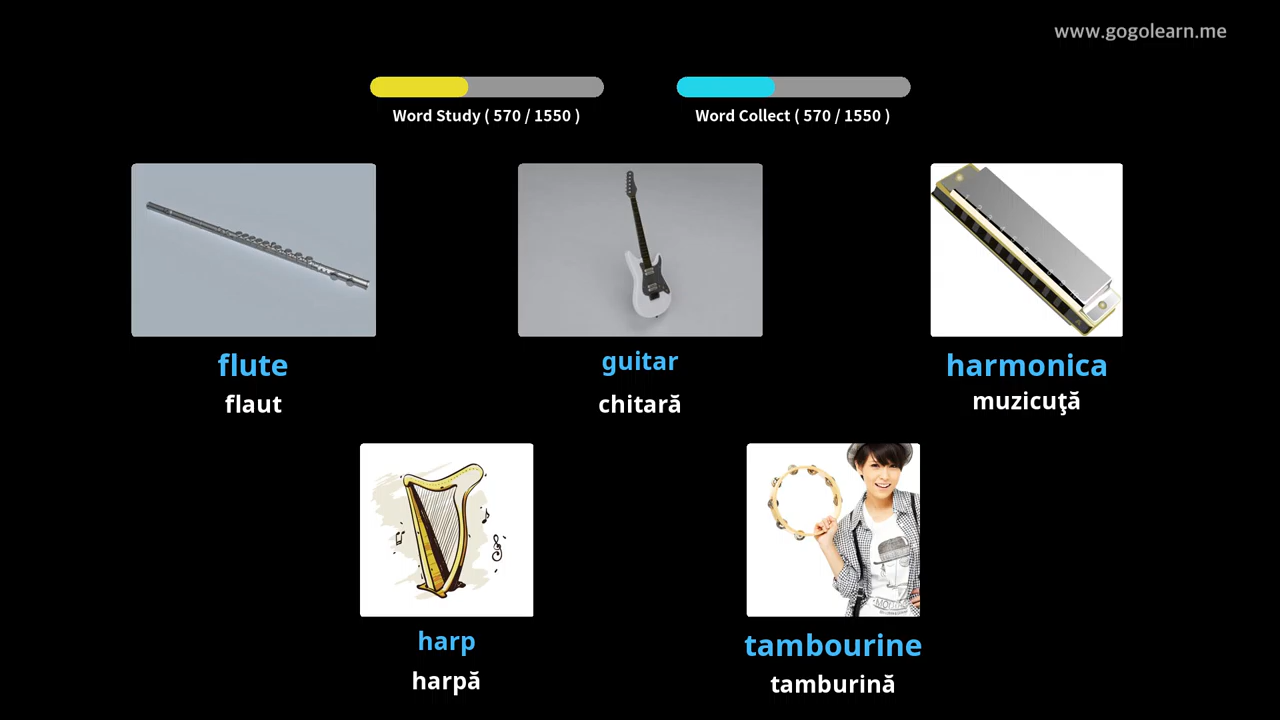 www.gogolearn.me
Word Study ( 570 / 1550 )
Word Collect ( 570 / 1550 )
flute
flaut
guitar
chitară
harmonica
muzicuţă
harp
harpă
tambourine
tamburină